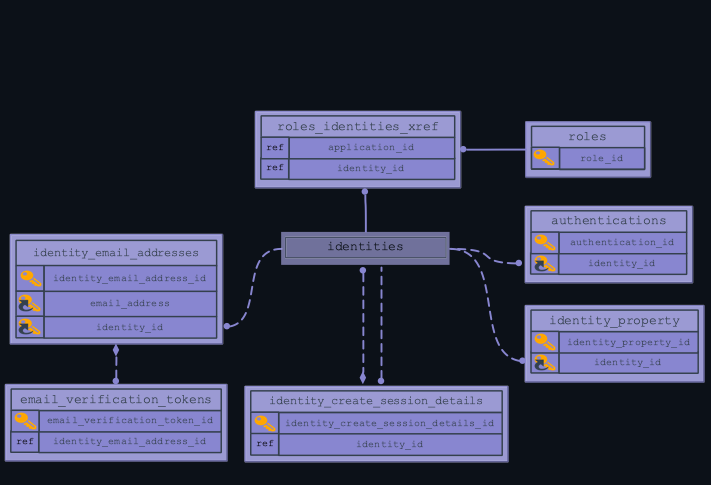 roles_identities_xref
ref application_id
ref identity_id
roles
role_id
identities
authentications
authentication_id
identity_id
identity_email_addresses
identity_email_address_id
email_address
identity_id
identity_property
identity_property_id
identity_id
email_verification_tokens
email_verification_token_id
ref identity_email_address_id
identity_create_session_details
identity_create_session_details_id
ref identity_id